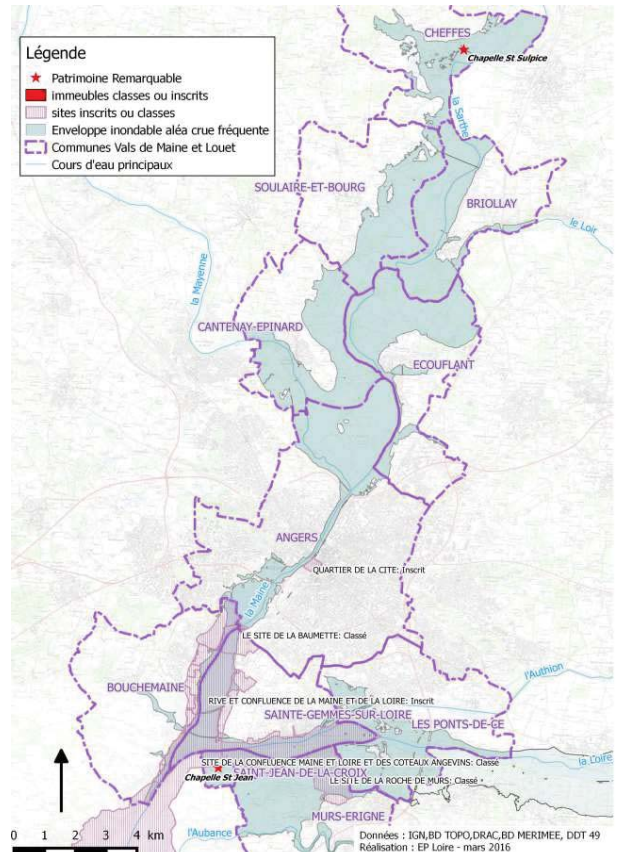 Légende
Patrimoine Remarquable
immeubles classes ou inscrits
sites inscrits ou classes
Enveloppe inondable aléa crue fréquente
Communes Vals de Maine et Louet
Cours d'eau principaux
CHEFFES
Chapelle St Sulpice
la Sarthe
SOULAIRE-ET-BOURG
BRIOLLAY
le Loir
la Mayenne
CANTENAY-EPINARD
ECOUFLANT
ANGERS
QUARTIER DE LA CITE: Inscrit
la Maine
LE SITE DE LA BAUMETTE: Classé
l'Authion
BOUCHEMAINE
RIVE ET CONFLUENCE DE LA MAINE ET DE LA LOIRE: Inscrit
SAINTE-GEMMES-SUR-LOIRE
LES PONTS-DE-CE
la Loire
SITE DE LA CONFLUENCE MAINE ET LOIRE ET DES COTEAUX ANGEVINS: Classe
SAINT-JEAN-DE-LA-CROIX
Chapelle St Jean
LE SITE DE LA ROCHE DE MURS: Classé
MURS-ERIGNE
l'Aubance
0 1 2 3 4 km
Données : IGN,BD TOPO,DRAC,BD MERIMEE, DDT 49
Réalisation : EP Loire - mars 2016